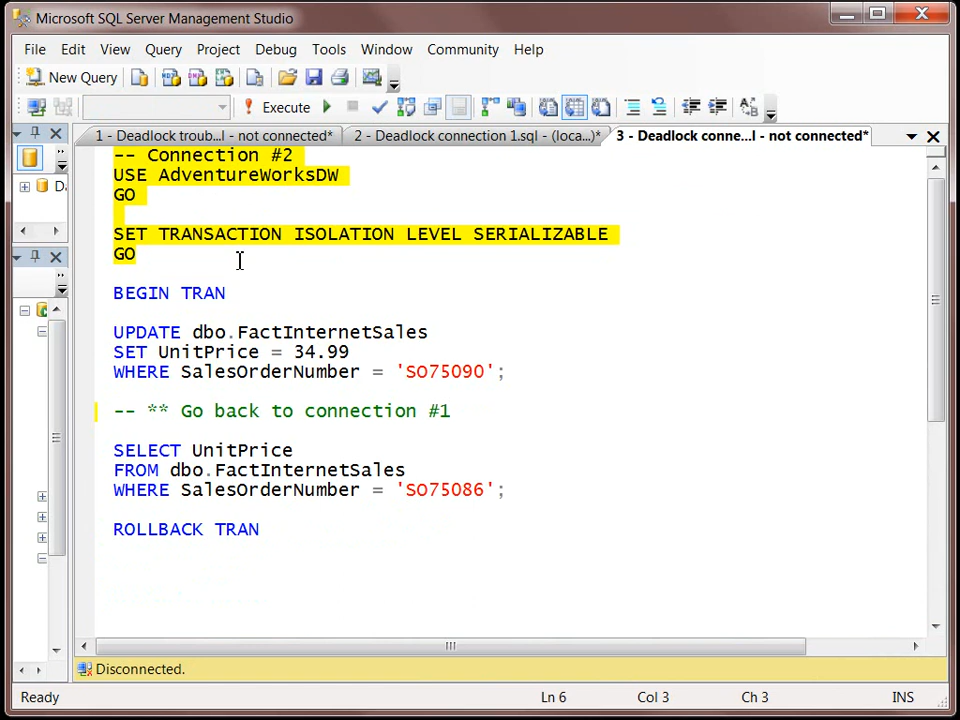 Microsoft SQL Server Management Studio
File Edit View Query Project Debug Tools Window Community Help
New Query
Execute
1 - Deadlock troub...l - not connected* 2 - Deadlock connection 1.sql - (loca...)* 3 - Deadlock conne...l - not connected*
-- Connection #2
USE AdventureWorksDW
GO
SET TRANSACTION ISOLATION LEVEL SERIALIZABLE
GO
BEGIN TRAN
UPDATE dbo.FactInternetSales
SET UnitPrice = 34.99
WHERE SalesOrderNumber = 'SO75090';
-- ** Go back to connection #1
SELECT UnitPrice
FROM dbo.FactInternetSales
WHERE SalesOrderNumber = 'SO75086';
ROLLBACK TRAN
Disconnected.
Ready Ln 6 Col 3 Ch 3 INS